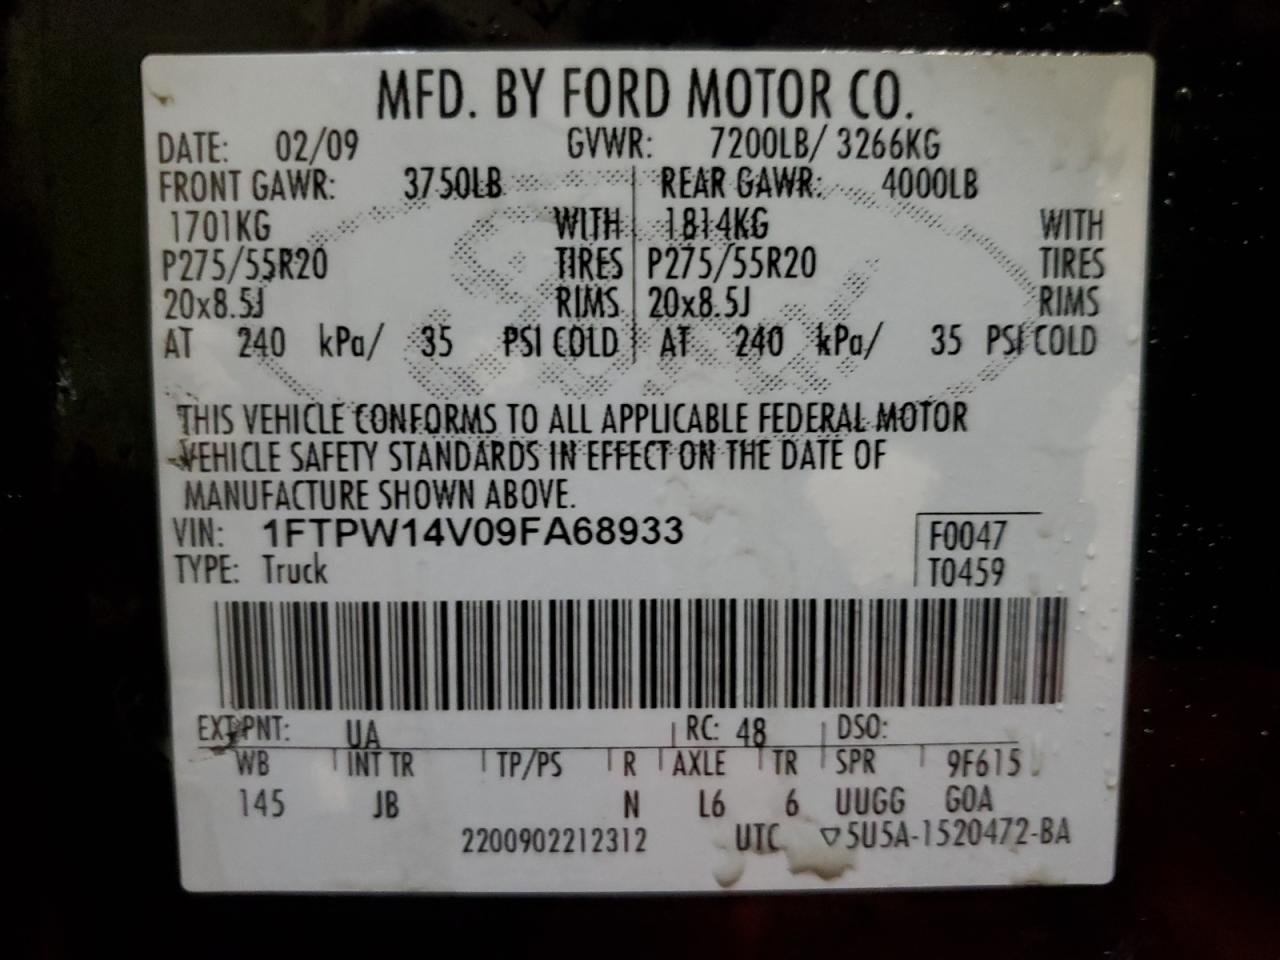 MFD. BY FORD MOTOR CO.
DATE: 02/09 GVWR: 7200LB/ 3266KG
FRONT GAWR: 3750LB REAR GAWR: 4000LB
1701KG WITH 1814KG WITH
P275/55R20 TIRES P275/55R20 TIRES
20x8.5J RIMS 20x8.5J RIMS
AT 240 kPa/ 35 PSI COLD AT 240 kPa/ 35 PSI COLD
THIS VEHICLE CONFORMS TO ALL APPLICABLE FEDERAL MOTOR
VEHICLE SAFETY STANDARDS IN EFFECT ON THE DATE OF
MANUFACTURE SHOWN ABOVE.
VIN: 1FTPW14V09FA68933 F0047
TYPE: Truck T0459
EXT PNT: UA RC: 48 DSO:
WB INT TR TP/PS R AXLE TR SPR 9F615
145 JB N L6 6 UUGG GOA
2200902212312 UTC ▽5U5A-1520472-BA